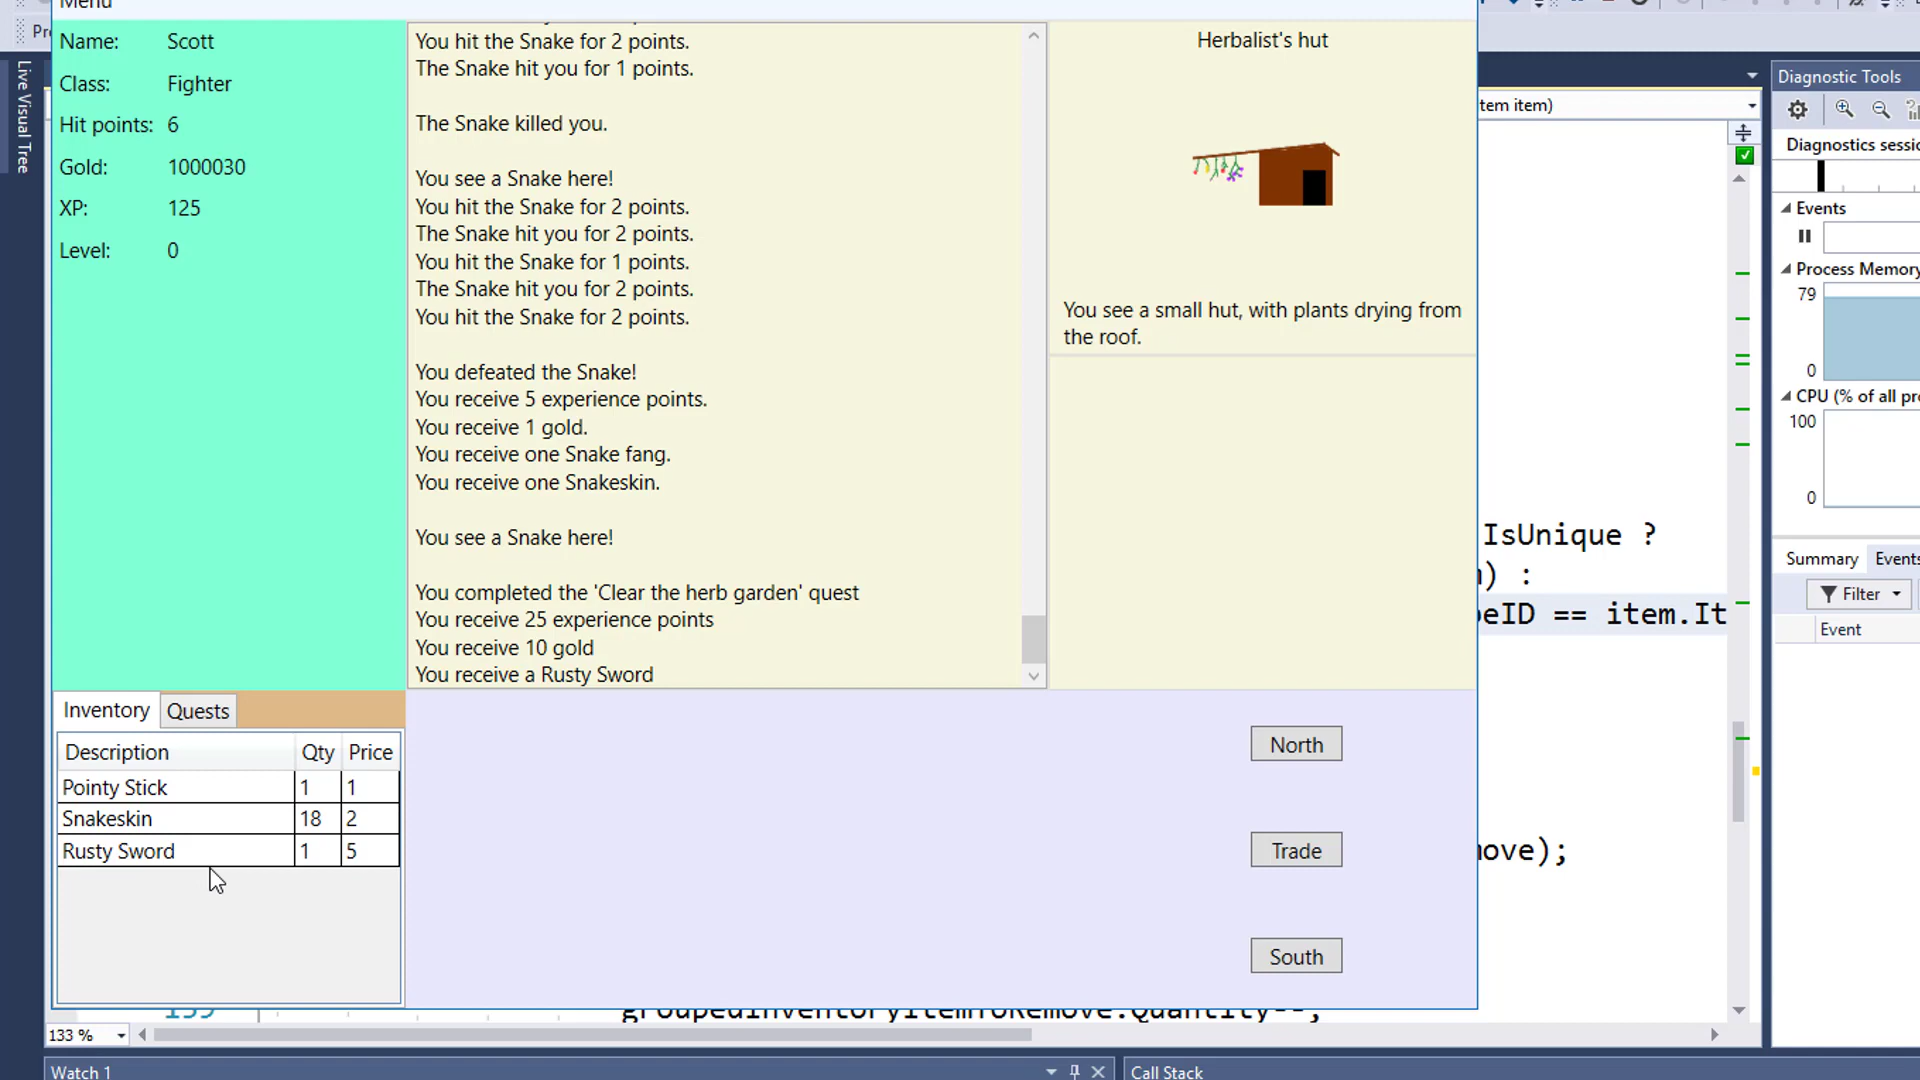 Menu
Name: Scott
Class: Fighter
Hit points: 6
Gold: 1000030
XP: 125
Level: 0
You hit the Snake for 2 points.
The Snake hit you for 1 points.
The Snake killed you.
You see a Snake here!
You hit the Snake for 2 points.
The Snake hit you for 2 points.
You hit the Snake for 1 points.
The Snake hit you for 2 points.
You hit the Snake for 2 points.
You defeated the Snake!
You receive 5 experience points.
You receive 1 gold.
You receive one Snake fang.
You receive one Snakeskin.
You see a Snake here!
You completed the 'Clear the herb garden' quest
You receive 25 experience points
You receive 10 gold
You receive a Rusty Sword
Herbalist's hut
You see a small hut, with plants drying from
the roof.
Inventory Quests
Description Qty Price
Pointy Stick 1 1
Snakeskin 18 2
Rusty Sword 1 5
North
Trade
South
Live Visual Tree
tem item)
IsUnique ?
) :
eID == item.It
ove);
groupedInventoryItemToRemove.Quantity--;
133 %
Watch 1
Call Stack
Diagnostic Tools
Diagnostics sessio
Events
Process Memory
79
0
CPU (% of all pro
100
0
Summary Events
Filter
Event